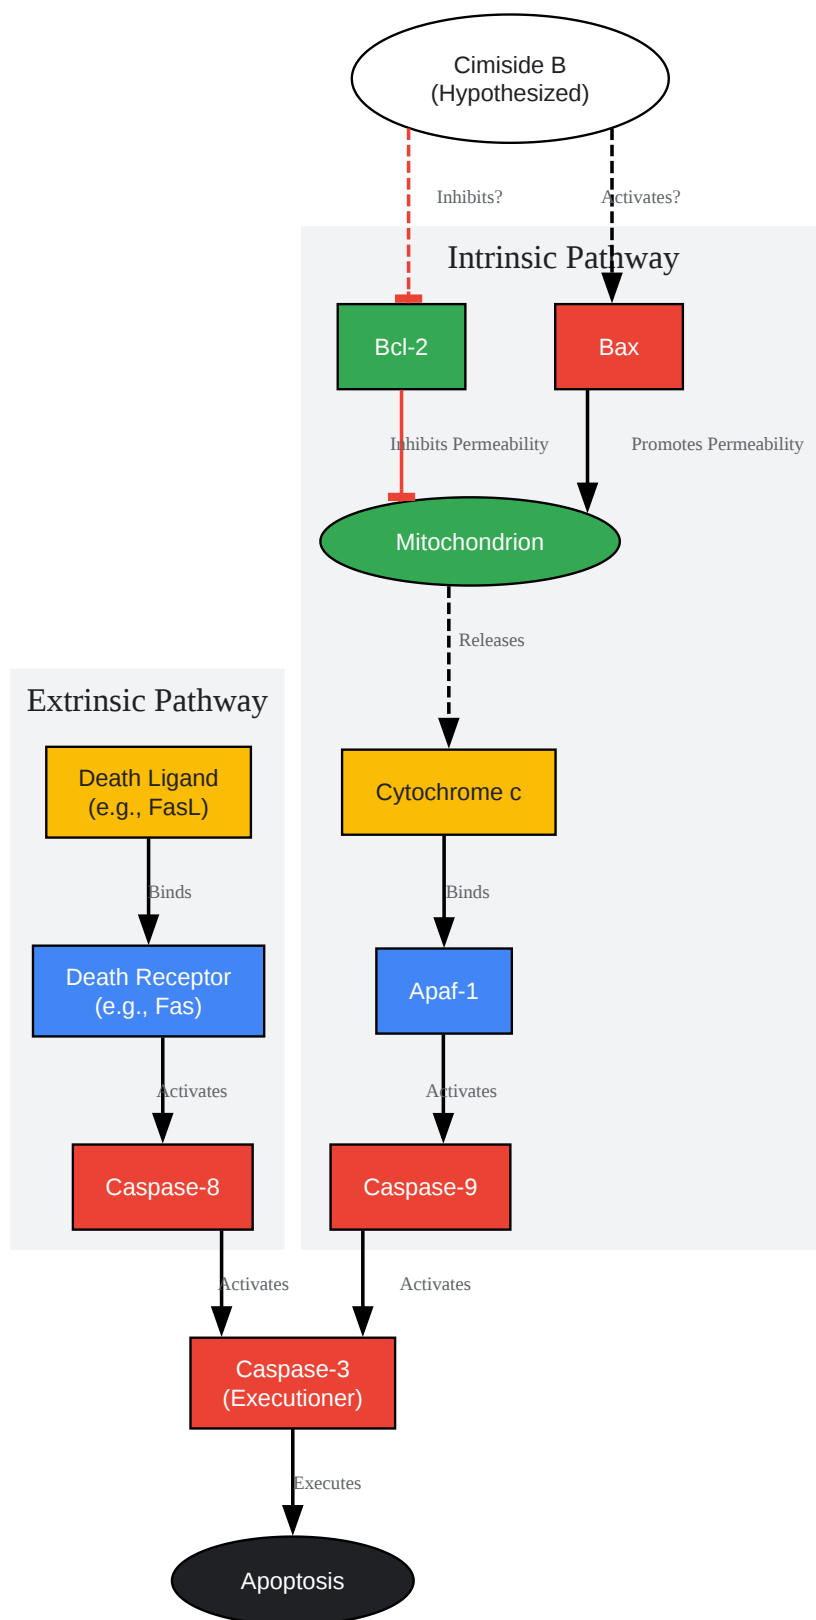 Cimiside B
(Hypothesized)
Inhibits?
Activates?
Intrinsic Pathway
Bcl-2
Bax
Inhibits Permeability
Promotes Permeability
Mitochondrion
Releases
Extrinsic Pathway
Death Ligand
(e.g., FasL)
Cytochrome c
Binds
Binds
Death Receptor
(e.g., Fas)
Apaf-1
Activates
Activates
Caspase-8
Caspase-9
Activates
Activates
Caspase-3
(Executioner)
Executes
Apoptosis